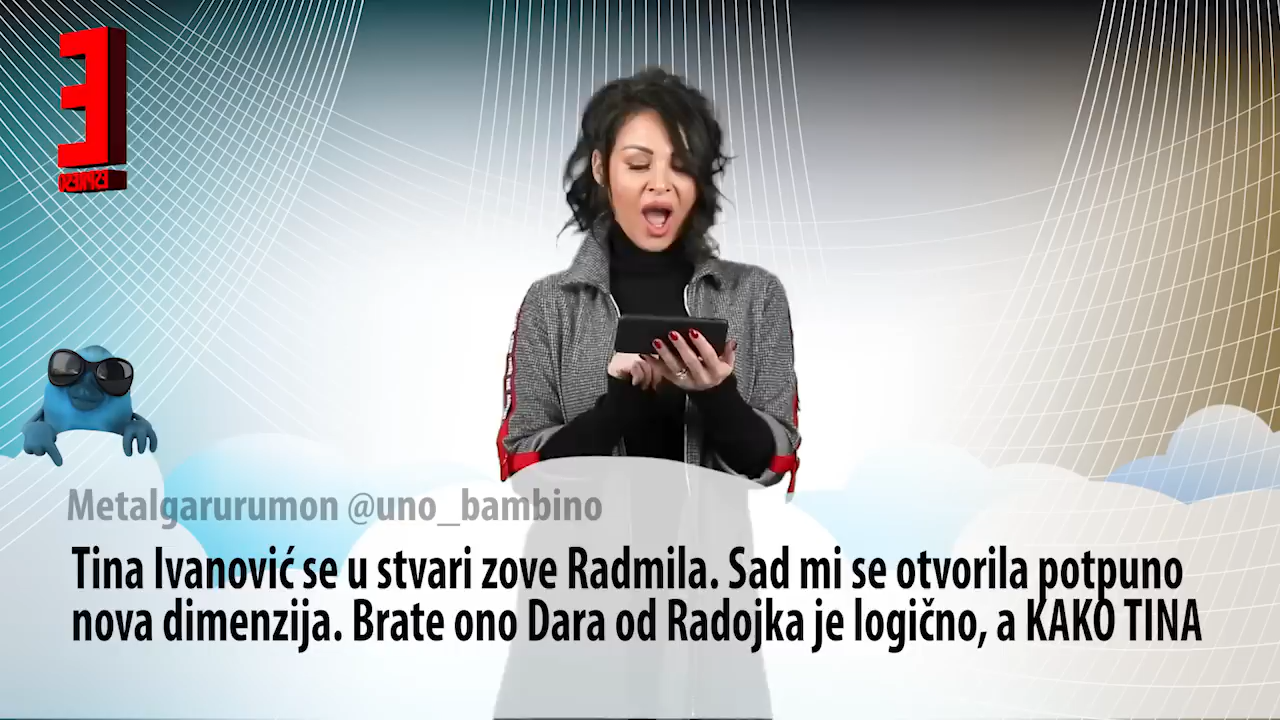 Metalgarurumon @uno_bambino
Tina Ivanović se u stvari zove Radmila. Sad mi se otvorila potpuno
nova dimenzija. Brate ono Dara od Radojka je logično, a KAKO TINA